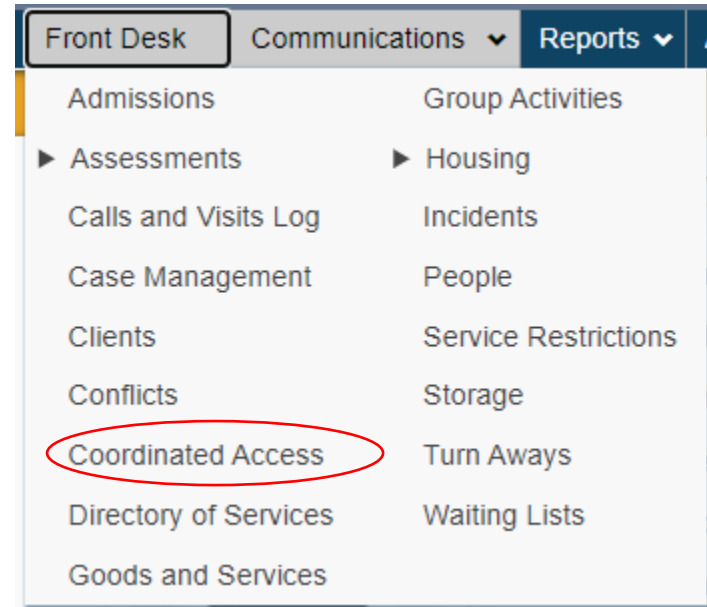 Front Desk Communications Reports
Admissions Group Activities
Assessments Housing
Calls and Visits Log Incidents
Case Management People
Clients Service Restrictions
Conflicts Storage
Coordinated Access Turn Aways
Directory of Services Waiting Lists
Goods and Services